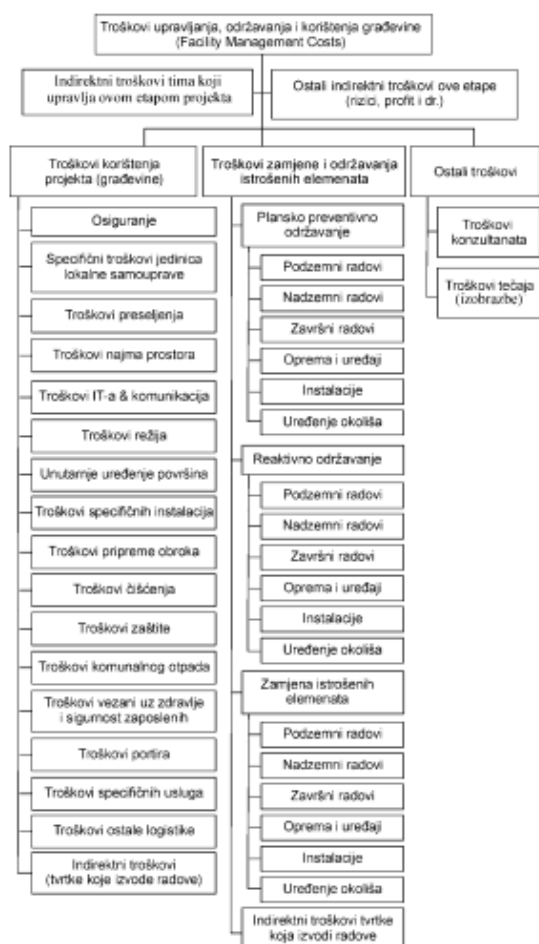 Troškovi upravljanja, održavanja i korištenja građevine
(Facility Management Costs)
Indirektni troškovi tima koji
upravlja ovom etapom projekta
Ostali indirektni troškovi ove etape
(rizici, profit i dr.)
Troškovi korištenja
projekta (građevine)
Osiguranje
Specifični troškovi jedinica
lokalne samouprave
Troškovi preseljenja
Troškovi najma prostora
Troškovi IT-a & komunikacija
Troškovi režija
Unutarnje uređenje površina
Troškovi specifičnih instalacija
Troškovi pripreme obroka
Troškovi čišćenja
Troškovi zaštite
Troškovi komunalnog otpada
Troškovi vezani uz zdravlje
i sigurnost zaposlenih
Troškovi portira
Troškovi specifičnih usluga
Troškovi ostale logistike
Indirektni troškovi
(tvrtke koje izvode radove)
Troškovi zamjene i održavanja
istrošenih elemenata
Plansko preventivno
održavanje
Podzemni radovi
Nadzemni radovi
Završni radovi
Oprema i uređaji
Instalacije
Uređenje okoliša
Reaktivno održavanje
Podzemni radovi
Nadzemni radovi
Završni radovi
Oprema i uređaji
Instalacije
Uređenje okoliša
Zamjena istrošenih
elemenata
Podzemni radovi
Nadzemni radovi
Završni radovi
Oprema i uređaji
Instalacije
Uređenje okoliša
Indirektni troškovi tvrtke
koja izvodi radove
Ostali troškovi
Troškovi
konzultanata
Troškovi tečaja
(izobrazbe)